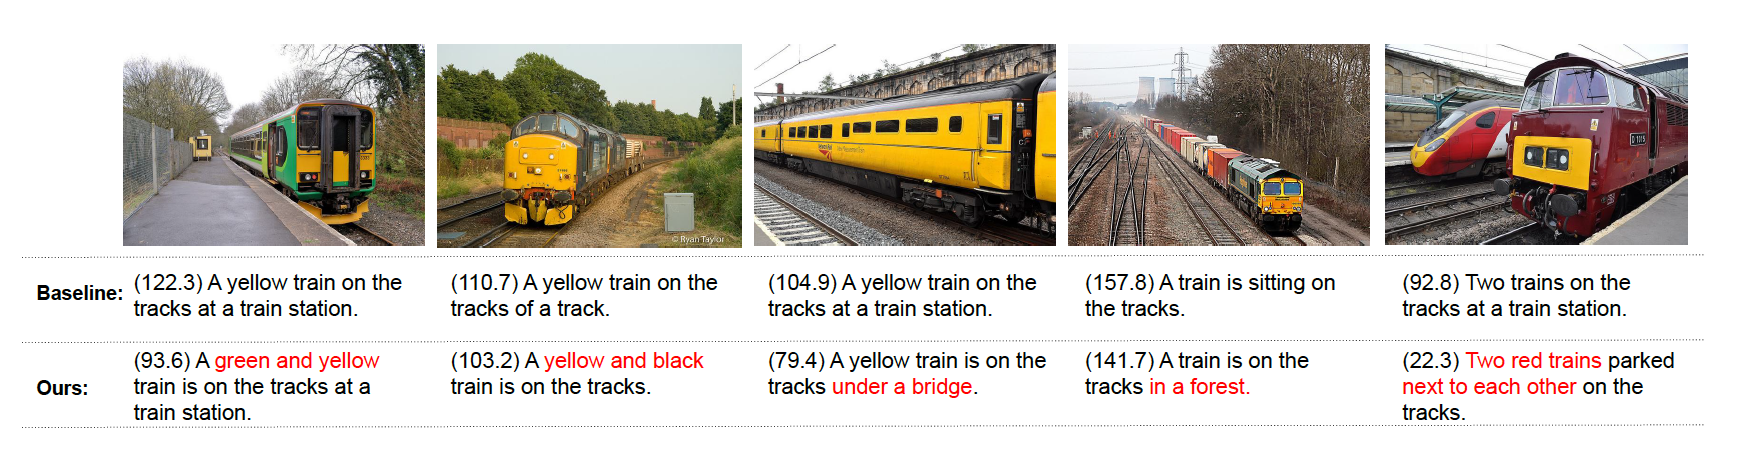 © Ryan Taylor
D 1015
Baseline:
(122.3) A yellow train on the
tracks at a train station.
(110.7) A yellow train on the
tracks of a track.
(104.9) A yellow train on the
tracks at a train station.
(157.8) A train is sitting on
the tracks.
(92.8) Two trains on the
tracks at a train station.
Ours:
(93.6) A green and yellow
train is on the tracks at a
train station.
(103.2) A yellow and black
train is on the tracks.
(79.4) A yellow train is on the
tracks under a bridge.
(141.7) A train is on the
tracks in a forest.
(22.3) Two red trains parked
next to each other on the
tracks.